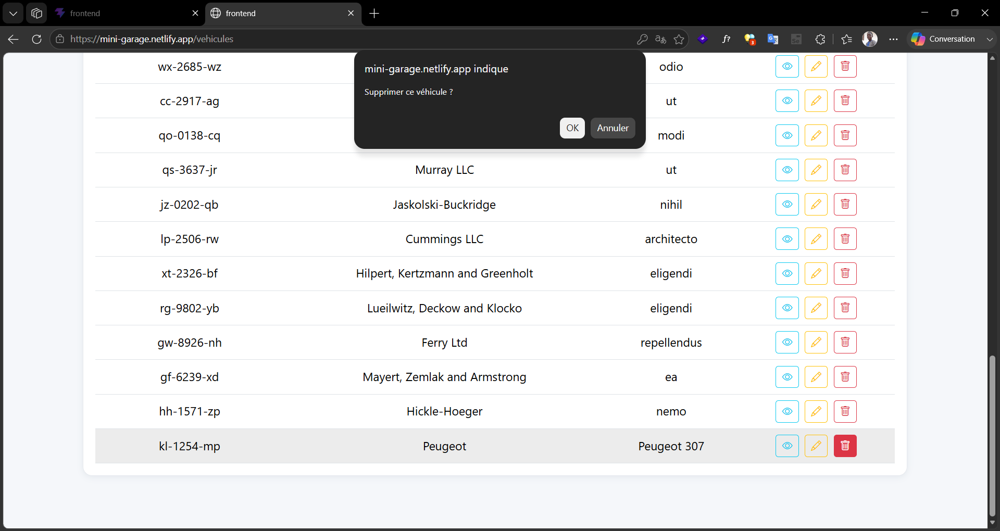 frontend
frontend
https://mini-garage.netlify.app/vehicules
f?
3
Conversation
mini-garage.netlify.app indique
Supprimer ce véhicule ?
OK
Annuler
wx-2685-wz odio
cc-2917-ag ut
qo-0138-cq modi
qs-3637-jr Murray LLC ut
jz-0202-qb Jaskolski-Buckridge nihil
lp-2506-rw Cummings LLC architecto
xt-2326-bf Hilpert, Kertzmann and Greenholt eligendi
rg-9802-yb Lueilwitz, Deckow and Klocko eligendi
gw-8926-nh Ferry Ltd repellendus
gf-6239-xd Mayert, Zemlak and Armstrong ea
hh-1571-zp Hickle-Hoeger nemo
kl-1254-mp Peugeot Peugeot 307